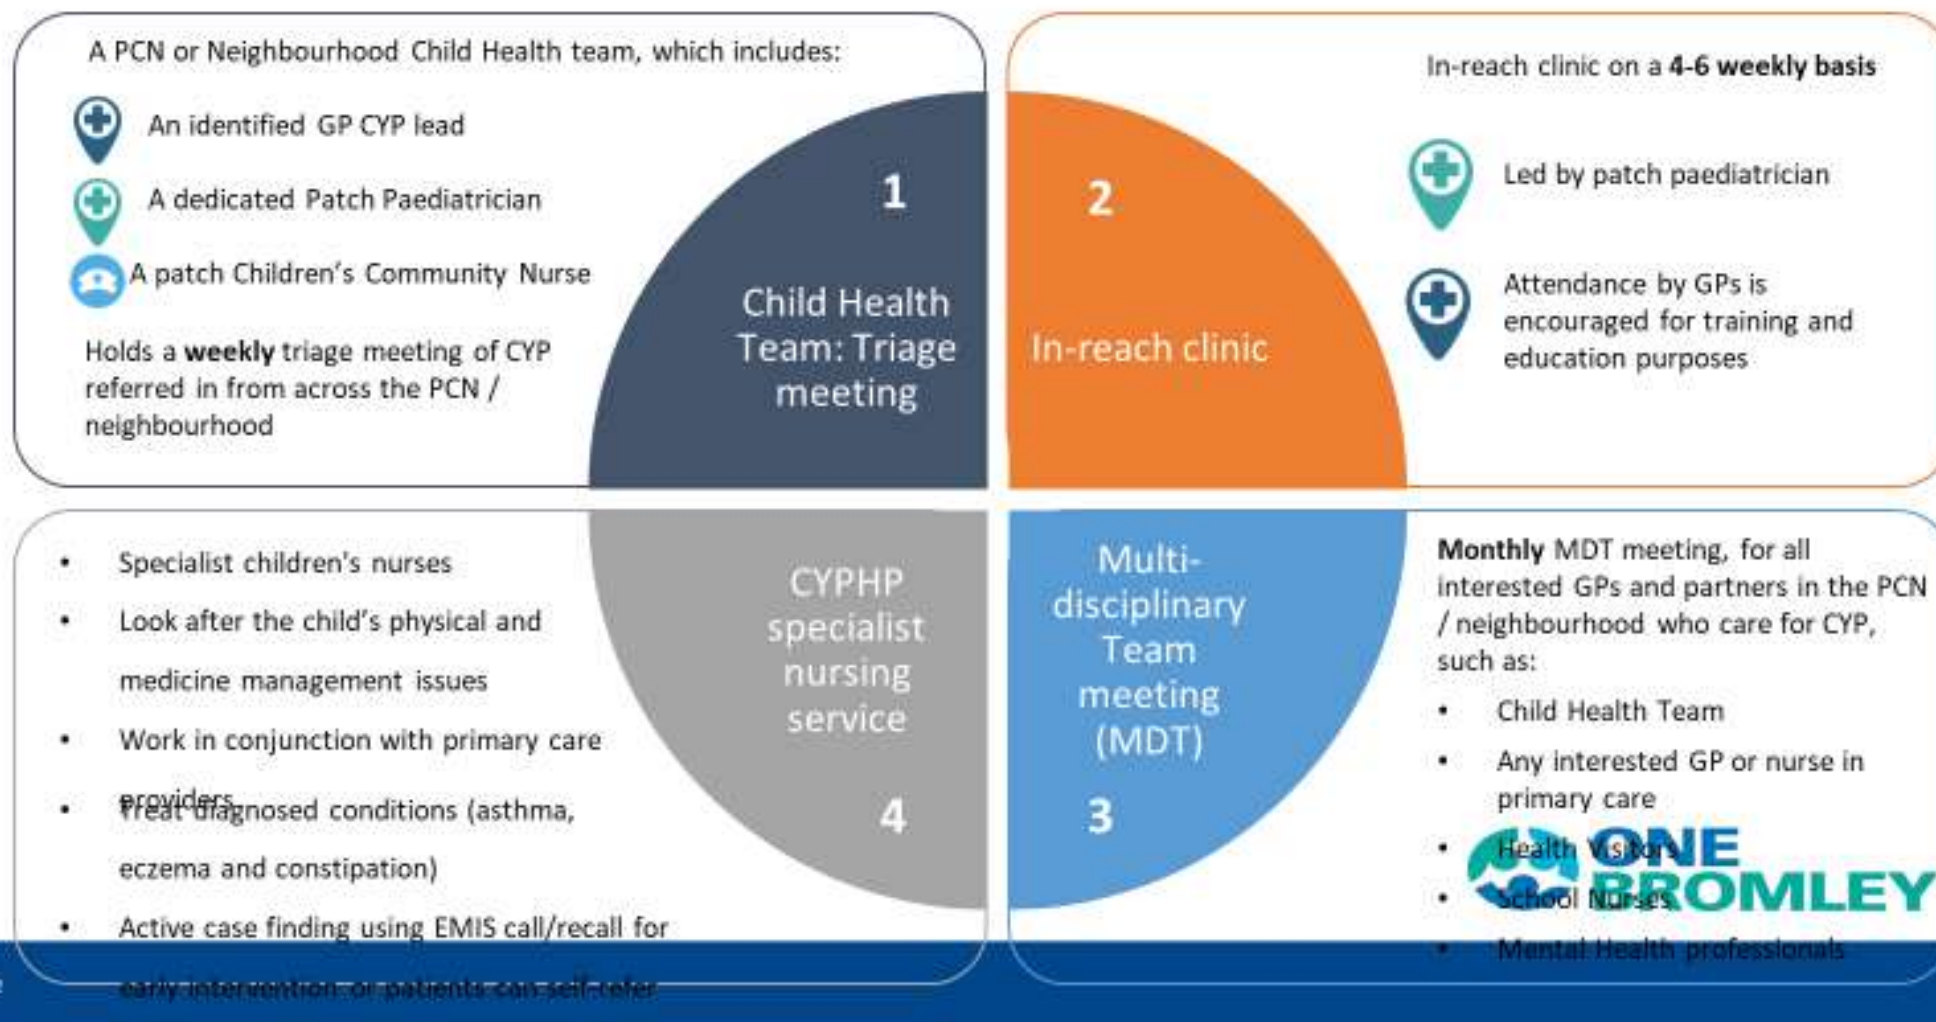 A PCN or Neighbourhood Child Health team, which includes:
An identified GP CYP lead
A dedicated Patch Paediatrician
A patch Children's Community Nurse
Holds a weekly triage meeting of CYP
referred in from across the PCN /
neighbourhood
1
Child Health
Team: Triage
meeting
2
In-reach clinic
In-reach clinic on a 4-6 weekly basis
Led by patch paediatrician
Attendance by GPs is
encouraged for training and
education purposes
• Specialist children's nurses
• Look after the child's physical and
medicine management issues
• Work in conjunction with primary care
providers
• Treat diagnosed conditions (asthma,
eczema and constipation)
• Active case finding using EMIS call/recall for
early intervention or patients can self-refer
CYPHP
specialist
nursing
service
4
Multi-
disciplinary
Team
meeting
(MDT)
3
Monthly MDT meeting, for all
interested GPs and partners in the PCN
/ neighbourhood who care for CYP,
such as:
• Child Health Team
• Any interested GP or nurse in
primary care
• Health Visitors
• School Nurses
• Mental Health professionals
ONE
BROMLEY